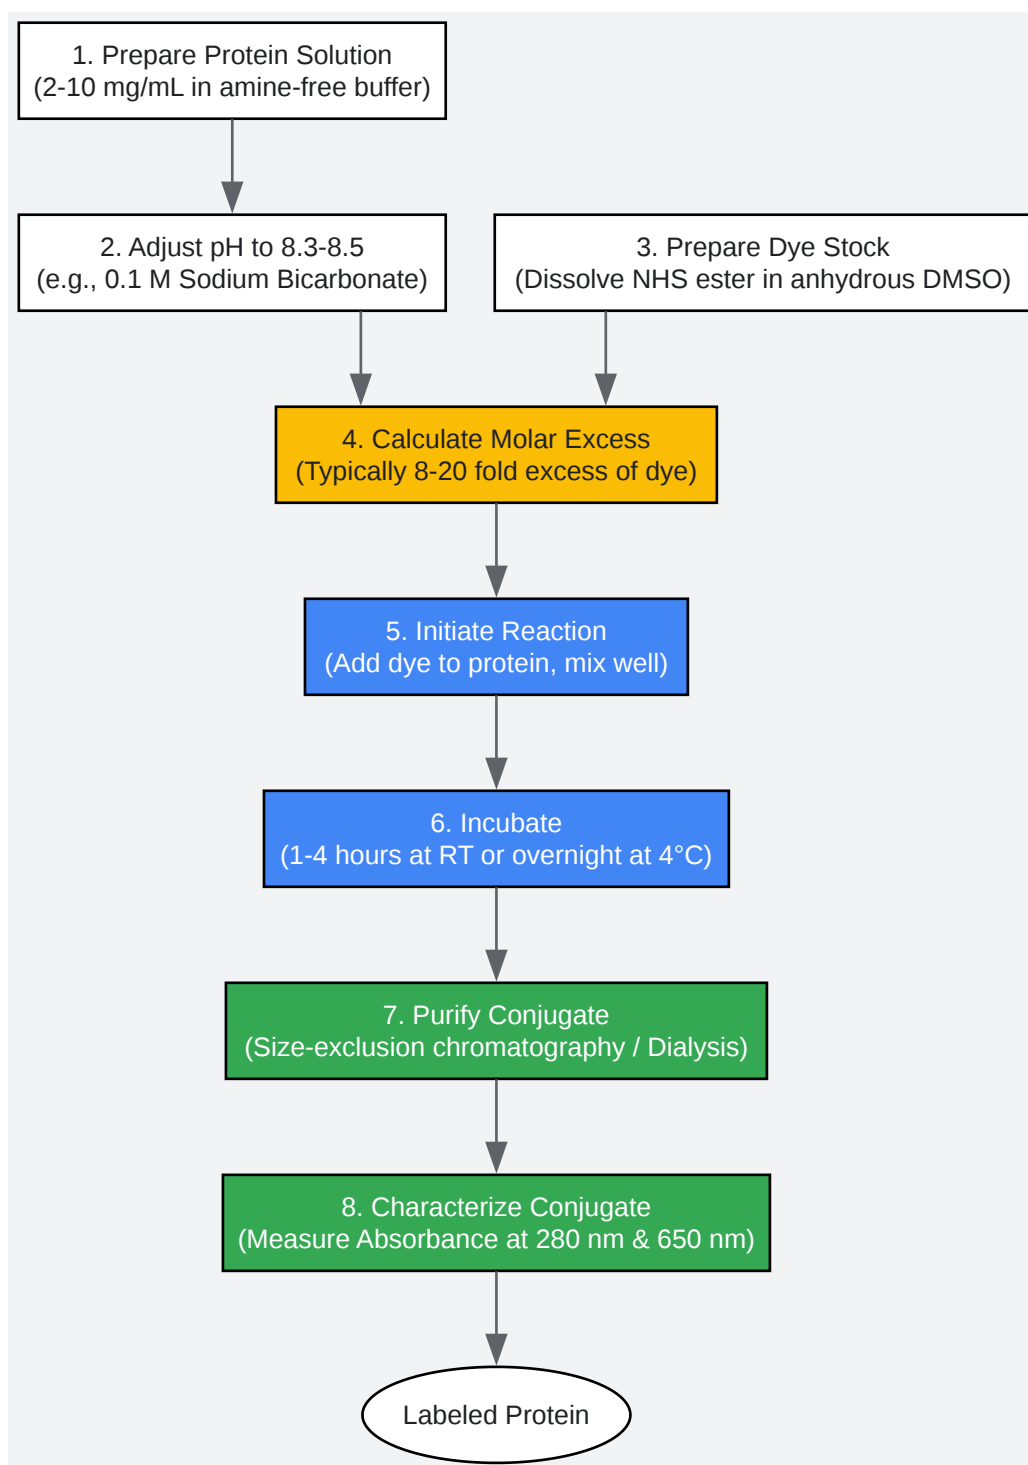 1. Prepare Protein Solution
(2-10 mg/mL in amine-free buffer)
2. Adjust pH to 8.3-8.5
(e.g., 0.1 M Sodium Bicarbonate)
3. Prepare Dye Stock
(Dissolve NHS ester in anhydrous DMSO)
4. Calculate Molar Excess
(Typically 8-20 fold excess of dye)
5. Initiate Reaction
(Add dye to protein, mix well)
6. Incubate
(1-4 hours at RT or overnight at 4°C)
7. Purify Conjugate
(Size-exclusion chromatography / Dialysis)
8. Characterize Conjugate
(Measure Absorbance at 280 nm & 650 nm)
Labeled Protein